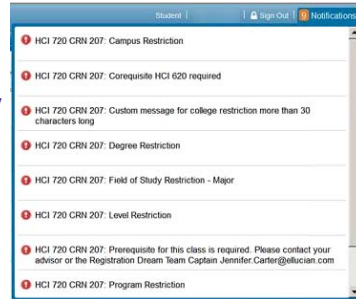 Student | Sign Out | 9 Notifications
HCI 720 CRN 207: Campus Restriction
HCI 720 CRN 207: Corequisite HCI 620 required
HCI 720 CRN 207: Custom message for college restriction more than 30
characters long
HCI 720 CRN 207: Degree Restriction
HCI 720 CRN 207: Field of Study Restriction - Major
HCI 720 CRN 207: Level Restriction
HCI 720 CRN 207: Prerequisite for this class is required. Please contact your
advisor or the Registration Dream Team Captain Jennifer.Carter@ellucian.com
HCI 720 CRN 207: Program Restriction